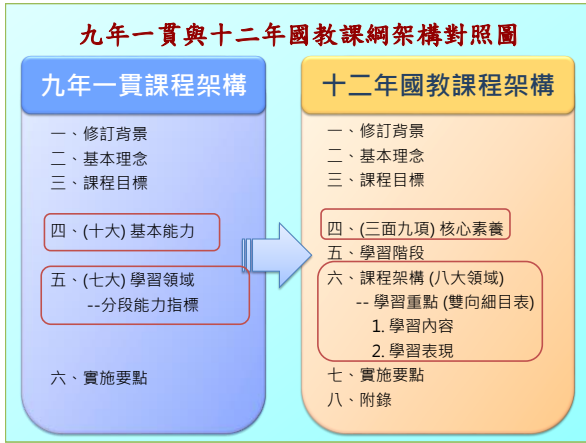 九年一貫與十二年國教課綱架構對照圖
九年一貫課程架構
一、修訂背景
二、基本理念
三、課程目標
四、(十大) 基本能力
五、(七大) 學習領域
--分段能力指標
六、實施要點
十二年國教課程架構
一、修訂背景
二、基本理念
三、課程目標
四、(三面九項) 核心素養
五、學習階段
六、課程架構 (八大領域)
-- 學習重點 (雙向細目表)
1. 學習內容
2. 學習表現
七、實施要點
八、附錄